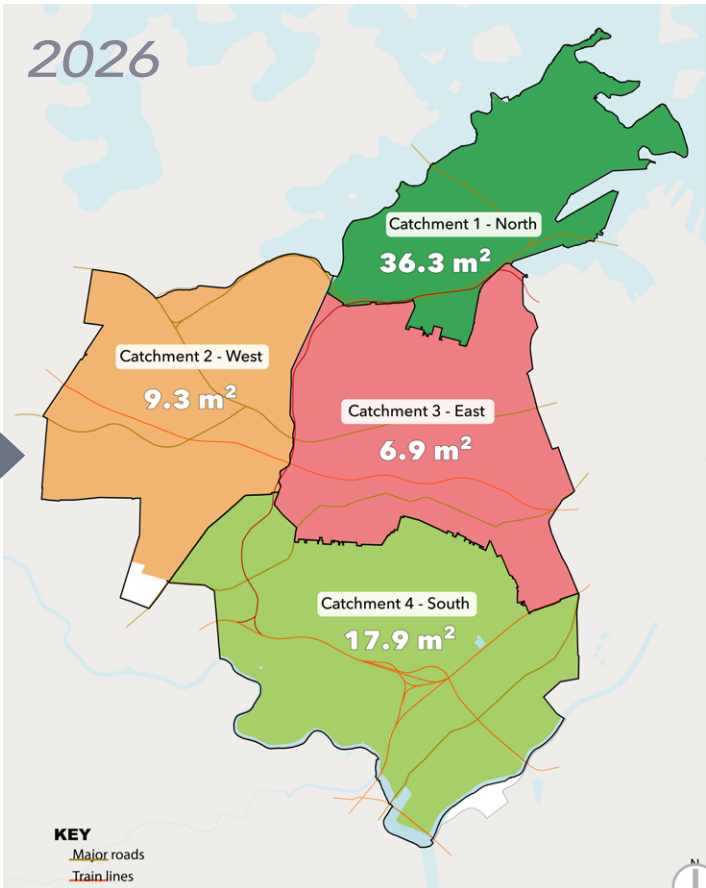 2026
Catchment 1 - North
36.3 m²
Catchment 2 - West
9.3 m²
Catchment 3 - East
6.9 m²
Catchment 4 - South
17.9 m²
KEY
Major roads
Train lines
N